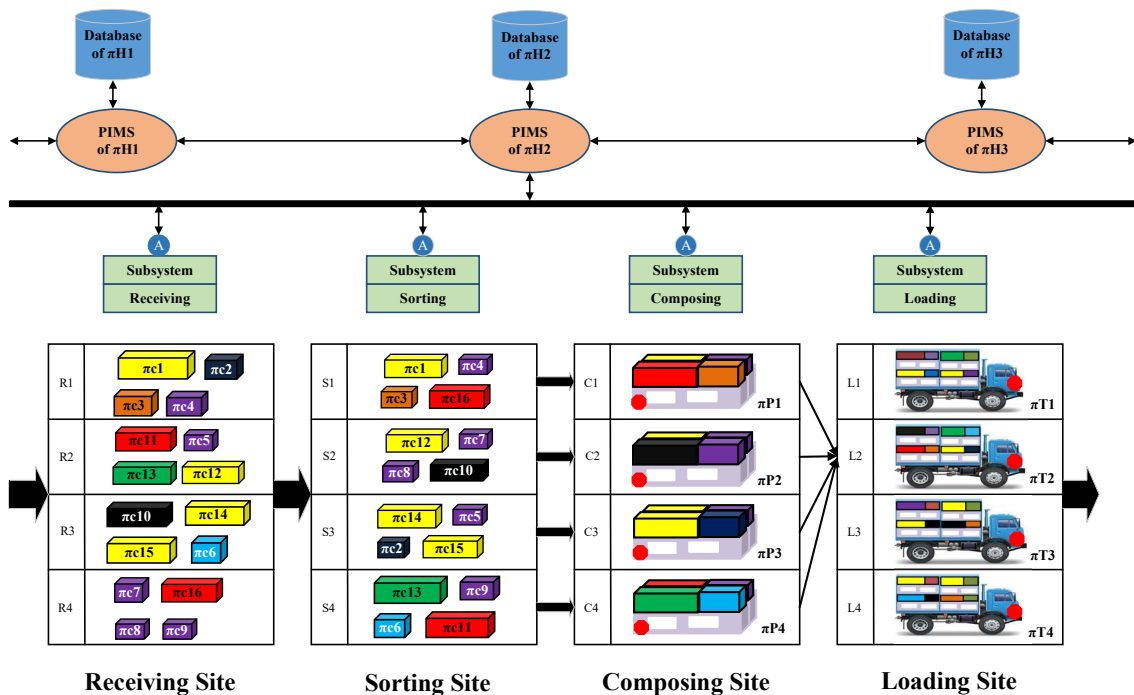 Database
of πH1
Database
of πH2
Database
of πH3
PIMS
of πH1
PIMS
of πH2
PIMS
of πH3
A
A
A
A
Subsystem
Receiving
Subsystem
Sorting
Subsystem
Composing
Subsystem
Loading
R1
πc1
πc2
πc3
πc4
R2
πc11
πc5
πc13
πc12
R3
πc10
πc14
πc15
πc6
R4
πc7
πc16
πc8
πc9
S1
πc1
πc4
πc3
πc16
S2
πc12
πc7
πc8
πc10
S3
πc14
πc5
πc2
πc15
S4
πc13
πc9
πc6
πc11
C1
πP1
C2
πP2
C3
πP3
C4
πP4
L1
πT1
L2
πT2
L3
πT3
L4
πT4
Receiving Site
Sorting Site
Composing Site
Loading Site